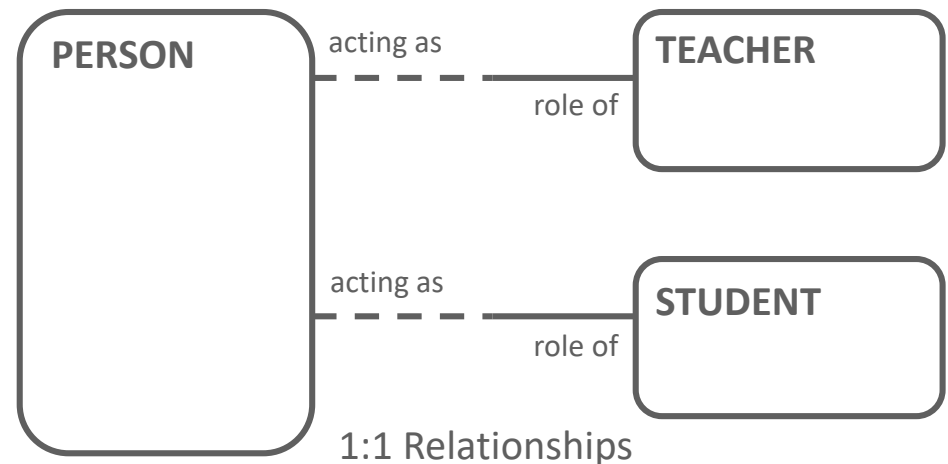 PERSON
acting as
TEACHER
role of
acting as
STUDENT
role of
1:1 Relationships